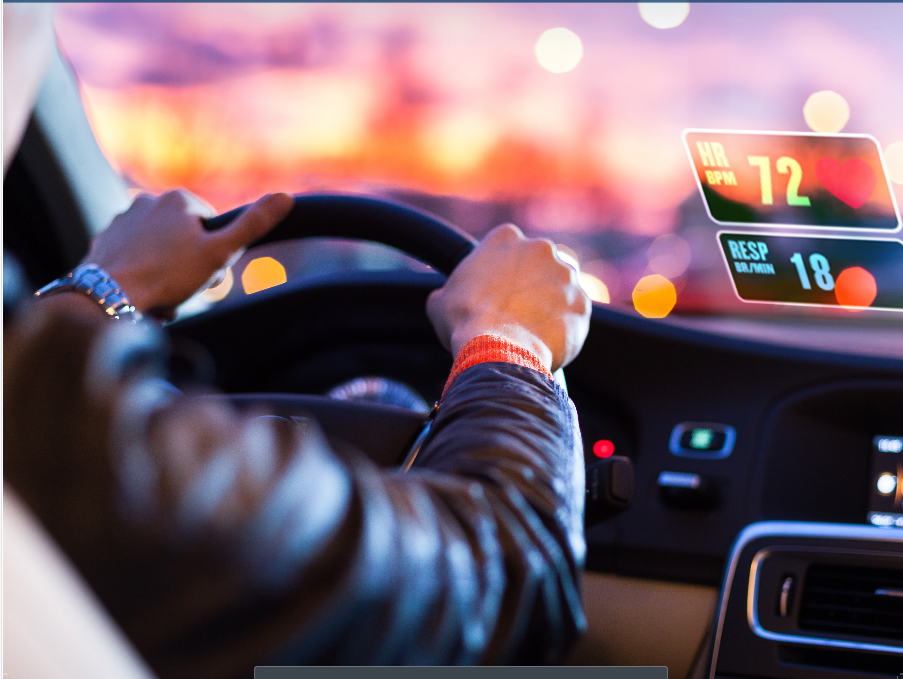 HR
BPM
72
RESP
BR/MIN
18